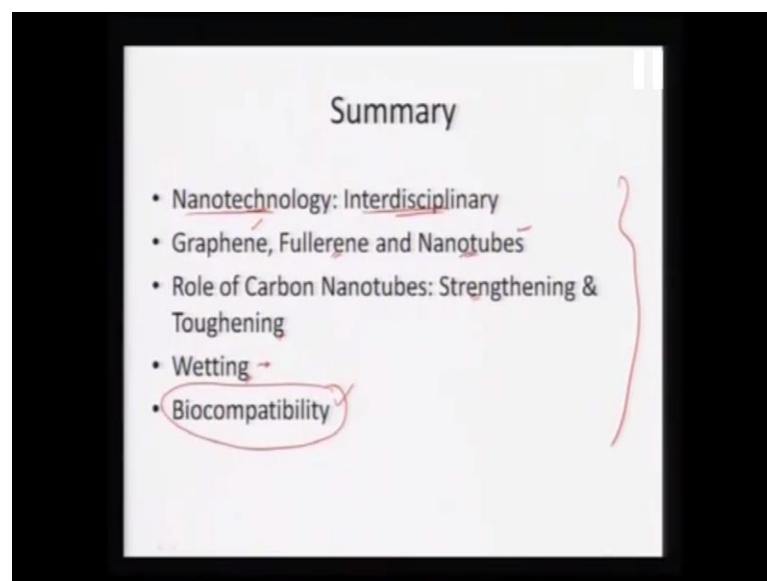 Summary
• Nanotechnology: Interdisciplinary
• Graphene, Fullerene and Nanotubes
• Role of Carbon Nanotubes: Strengthening &
Toughening
• Wetting
• Biocompatibility